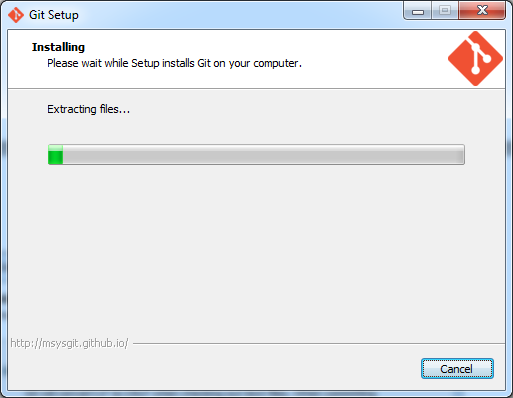 Git Setup
Installing
Please wait while Setup installs Git on your computer.
Extracting files...
http://msysgit.github.io/
Cancel